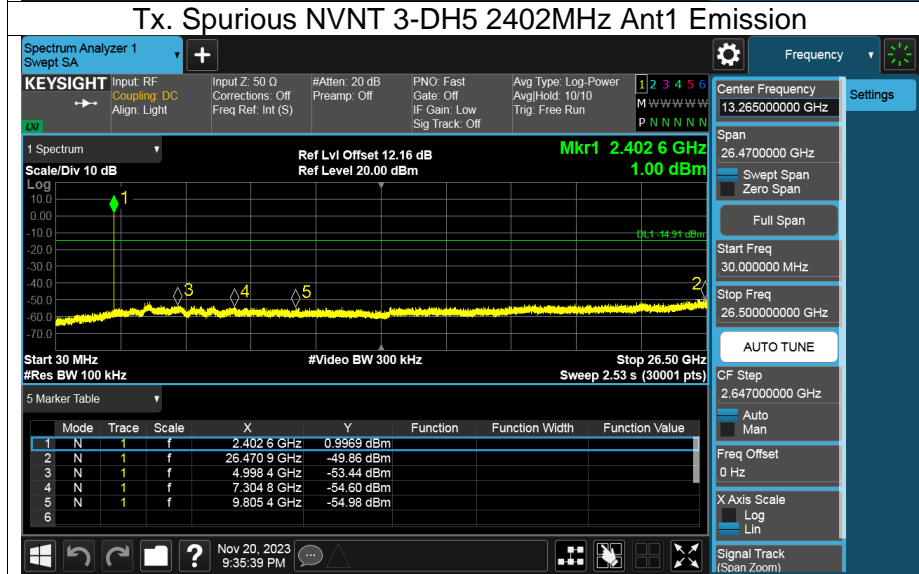 Tx. Spurious NVNT 3-DH5 2402MHz Ant1 Emission
Spectrum Analyzer 1
Swept SA
+
Frequency
KEYSIGHT
LXI
Input: RF
Coupling: DC
Align: Light
Input Z: 50 Ω
Corrections: Off
Freq Ref: Int (S)
#Atten: 20 dB
Preamp: Off
PNO: Fast
Gate: Off
IF Gain: Low
Sig Track: Off
Avg Type: Log-Power
Avg|Hold: 10/10
Trig: Free Run
1 2 3 4 5 6
M W W W W W
P N N N N N
Center Frequency
13.265000000 GHz
Settings
Span
26.4700000 GHz
Swept Span
Zero Span
Full Span
Start Freq
30.000000 MHz
Stop Freq
26.500000000 GHz
AUTO TUNE
CF Step
2.647000000 GHz
Auto
Man
Freq Offset
0 Hz
X Axis Scale
Log
Lin
Signal Track
(Span Zoom)
1 Spectrum
Scale/Div 10 dB
Ref Lvl Offset 12.16 dB
Ref Level 20.00 dBm
Mkr1 2.402 6 GHz
1.00 dBm
Log
10.0
0.00
-10.0
-20.0
-30.0
-40.0
-50.0
-60.0
-70.0
1
DL1 -14.91 dBm
3
4
5
2
Start 30 MHz
#Video BW 300 kHz
Stop 26.50 GHz
#Res BW 100 kHz
Sweep 2.53 s (30001 pts)
5 Marker Table
Mode Trace Scale X Y Function Function Width Function Value
1 N 1 f 2.402 6 GHz 0.9969 dBm
2 N 1 f 26.470 9 GHz -49.86 dBm
3 N 1 f 4.998 4 GHz -53.44 dBm
4 N 1 f 7.304 8 GHz -54.60 dBm
5 N 1 f 9.805 4 GHz -54.98 dBm
6
?
Nov 20, 2023
9:35:39 PM